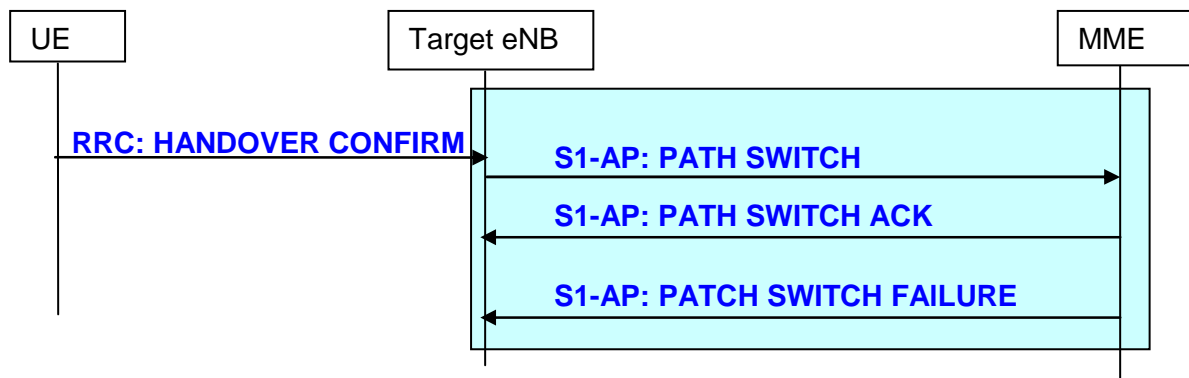 UE
Target eNB
MME
RRC: HANDOVER CONFIRM
S1-AP: PATH SWITCH
S1-AP: PATH SWITCH ACK
S1-AP: PATCH SWITCH FAILURE